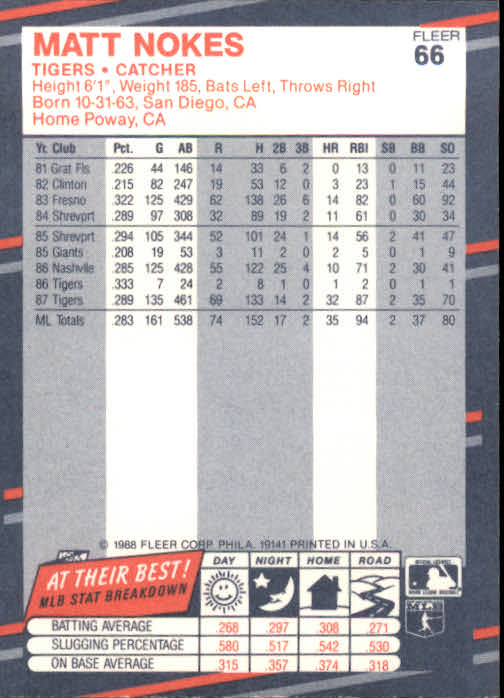 MATT NOKES
FLEER
66
TIGERS • CATCHER
Height 6'1", Weight 185, Bats Left, Throws Right
Born 10-31-63, San Diego, CA
Home Poway, CA
Yr. Club Pct. G AB R H 2B 3B HR RBI SB BB SO
81 Grat Fls .226 44 146 14 33 6 2 0 13 0 11 23
82 Clinton .215 82 247 19 53 12 0 3 23 1 15 44
83 Fresno .322 125 429 62 138 26 6 14 82 0 60 92
84 Shrevprt .289 97 308 32 89 19 2 11 61 0 30 34
85 Shrevprt .294 105 344 52 101 24 1 14 56 2 41 47
85 Giants .208 19 53 3 11 2 0 2 5 0 1 9
86 Nashvlle .285 125 428 55 122 25 4 10 71 2 30 41
86 Tigers .333 7 24 2 8 1 0 1 2 0 1 1
87 Tigers .289 135 461 69 133 14 2 32 87 2 35 70
ML Totals .283 161 538 74 152 17 2 35 94 2 37 80
© 1988 FLEER CORP. PHILA. 19141 PRINTED IN U.S.A.
AT THEIR BEST!
MLB STAT BREAKDOWN
DAY NIGHT HOME ROAD
BATTING AVERAGE .268 .297 .308 .271
SLUGGING PERCENTAGE .580 .517 .542 .530
ON BASE AVERAGE .315 .357 .374 .318